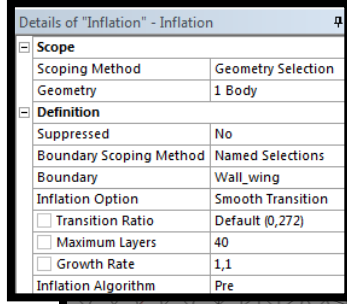 Details of "Inflation" - Inflation
Scope
Scoping Method Geometry Selection
Geometry 1 Body
Definition
Suppressed No
Boundary Scoping Method Named Selections
Boundary Wall_wing
Inflation Option Smooth Transition
Transition Ratio Default (0,272)
Maximum Layers 40
Growth Rate 1,1
Inflation Algorithm Pre